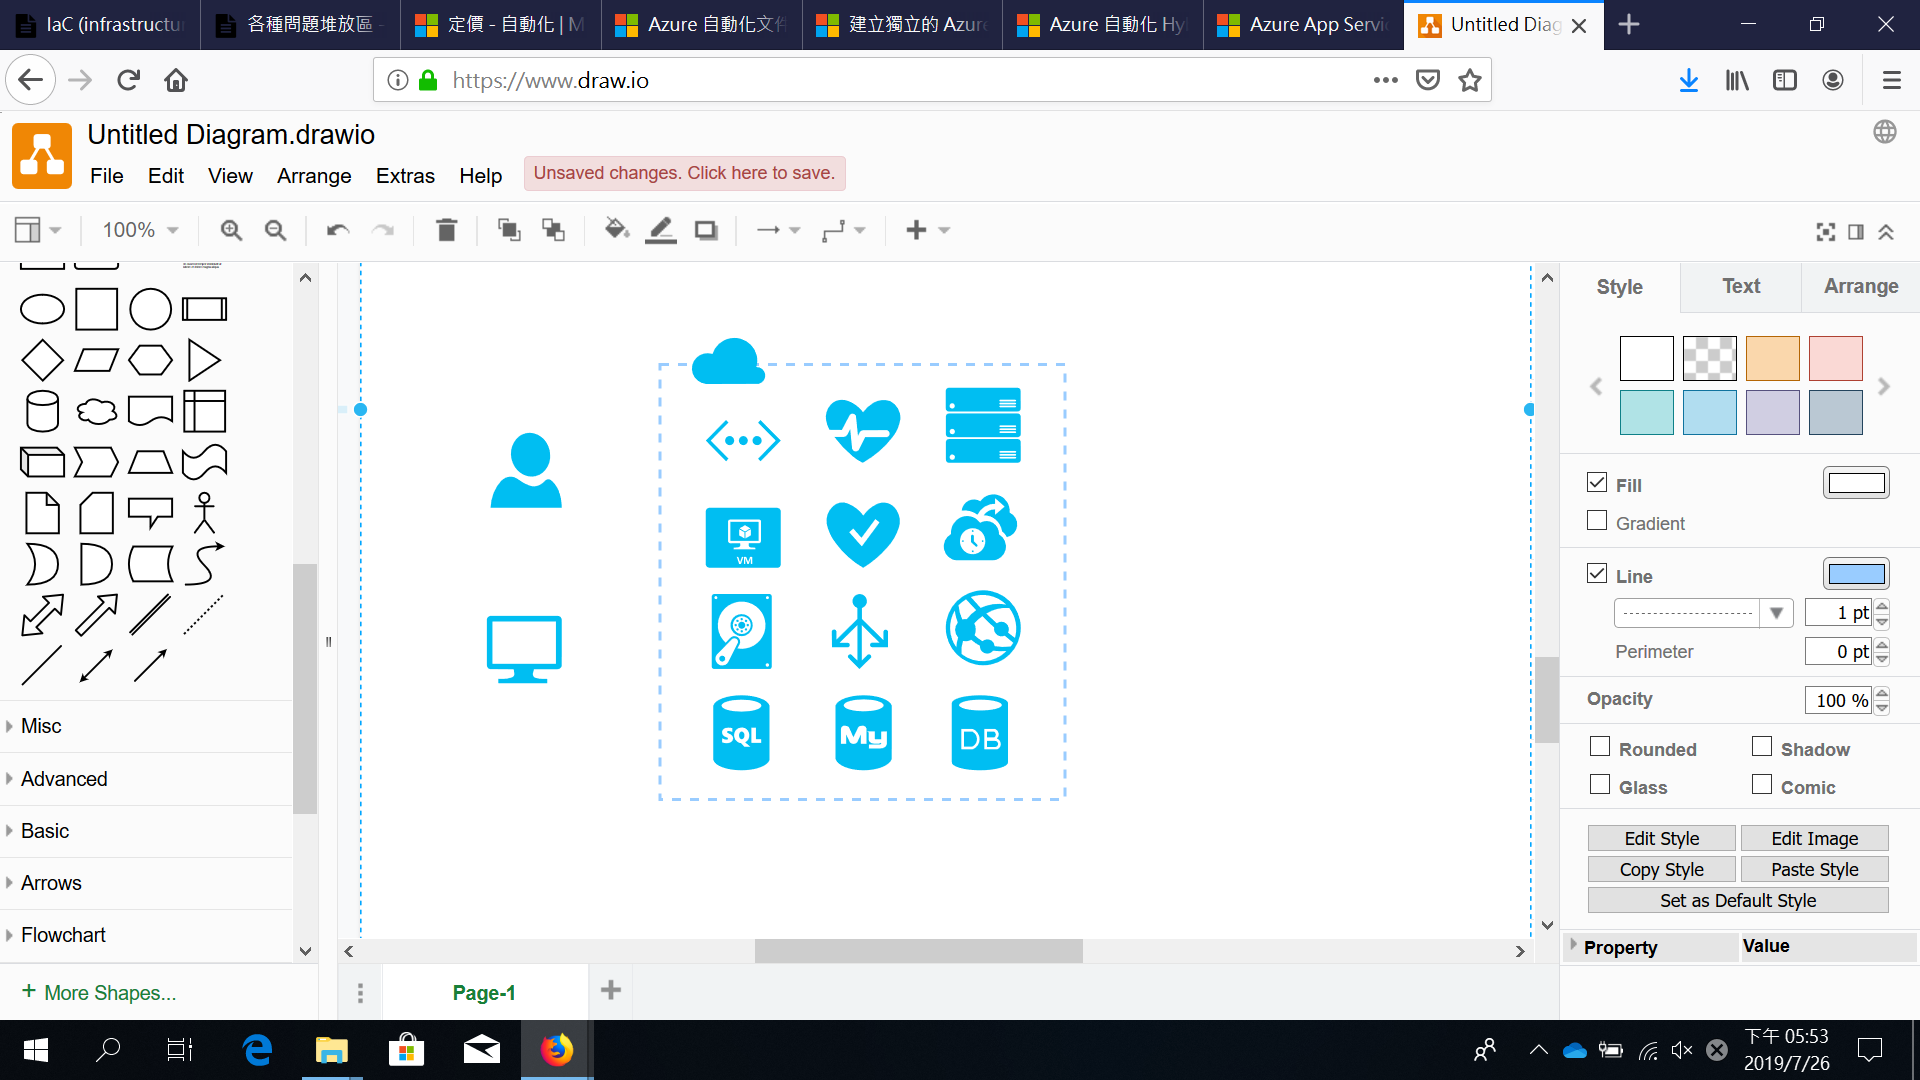 IaC (infrastructur
各種問題堆放區 -
定價 - 自動化 | M
Azure 自動化文件
建立獨立的 Azure
Azure 自動化 Hy
Azure App Servi
Untitled Diag
https://www.draw.io
Untitled Diagram.drawio
File Edit View Arrange Extras Help
Unsaved changes. Click here to save.
100%
Style Text Arrange
Fill
Gradient
Line
1 pt
Perimeter
0 pt
Opacity
100 %
Rounded
Shadow
Glass
Comic
Edit Style
Edit Image
Copy Style
Paste Style
Set as Default Style
Property
Value
VM
SQL
My
DB
Misc
Advanced
Basic
Arrows
Flowchart
+ More Shapes...
Page-1
下午 05:53
2019/7/26